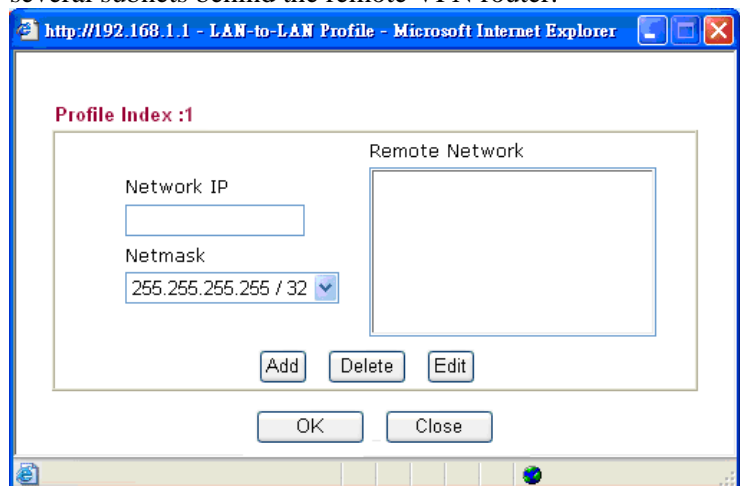 several subnets behind the remote VPN router.
http://192.168.1.1 - LAN-to-LAN Profile - Microsoft Internet Explorer
Profile Index :1
Remote Network
Network IP
Netmask
255.255.255.255 / 32
Add Delete Edit
OK Close